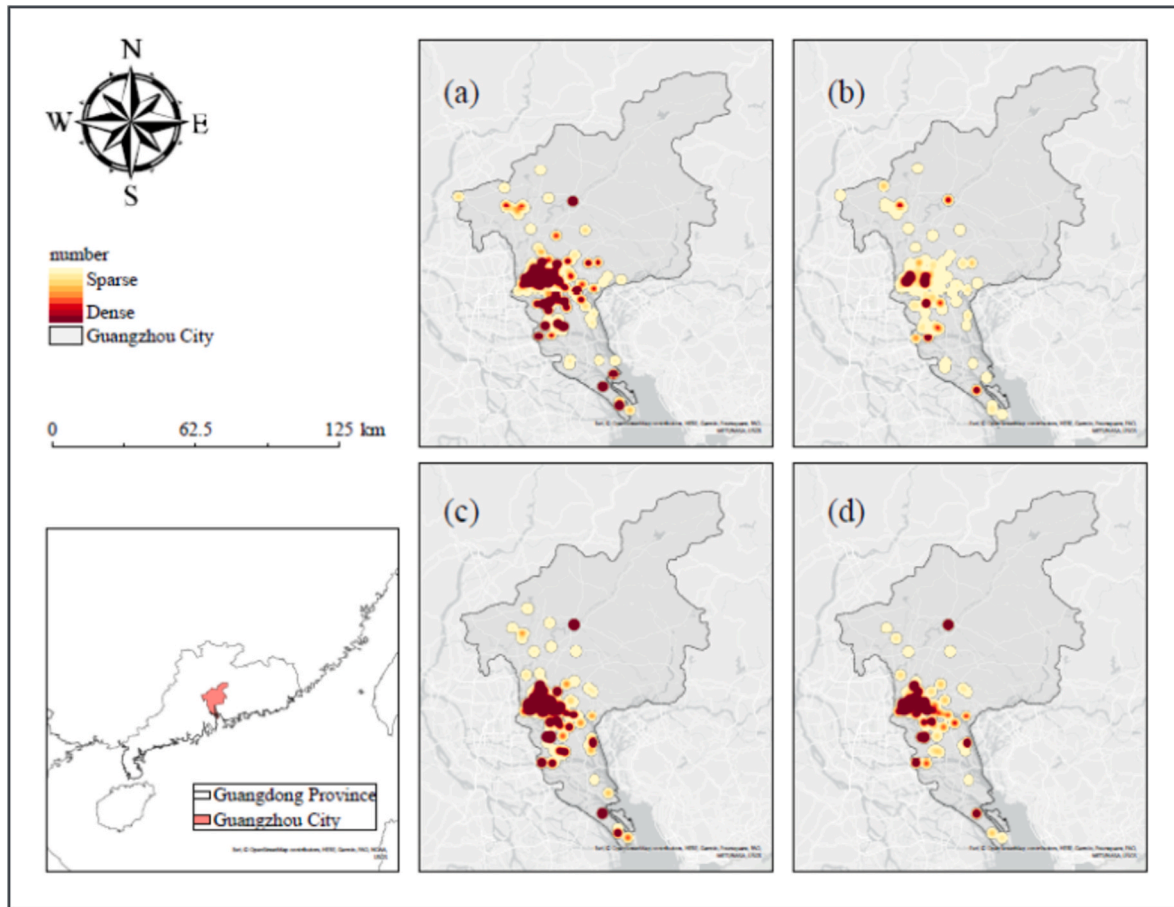 N
W E
S
number
Sparse
Dense
Guangzhou City
0 62.5 125 km
Guangdong Province
Guangzhou City
(a)
(b)
(c)
(d)